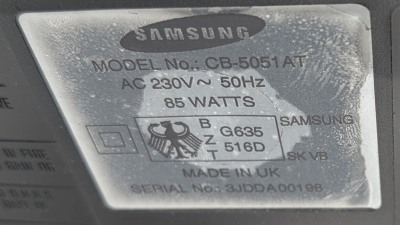 SAMSUNG
MODEL No.: CB-5051AT
AC 230V~ 50Hz
85 WATTS
B Z T
G635 516D
SAMSUNG
SK VB
MADE IN UK
SERIAL No.: 3JDDA00198